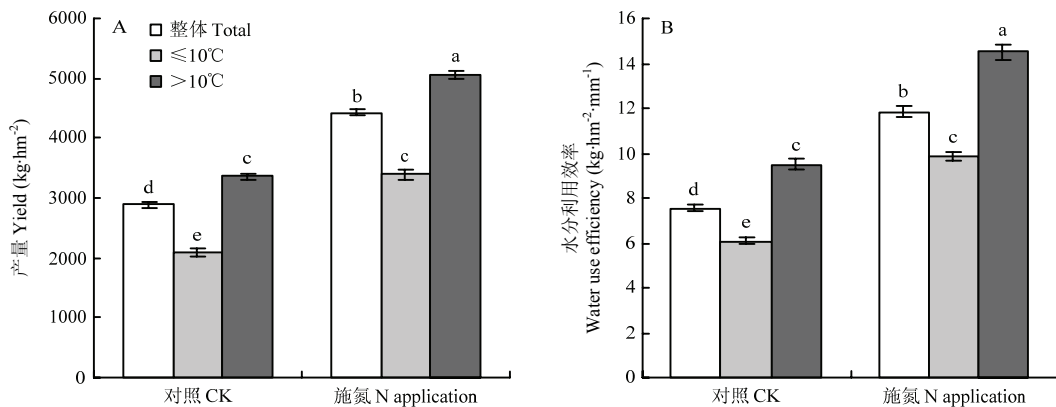 A
整体 Total
≤10℃
>10℃
产量 Yield (kg·hm⁻²)
6000
5000
4000
3000
2000
1000
0
d
e
c
b
c
a
对照 CK
施氮 N application
B
水分利用效率
Water use efficiency (kg·hm⁻²·mm⁻¹)
16
14
12
10
8
6
4
2
0
d
e
c
b
c
a
对照 CK
施氮 N application